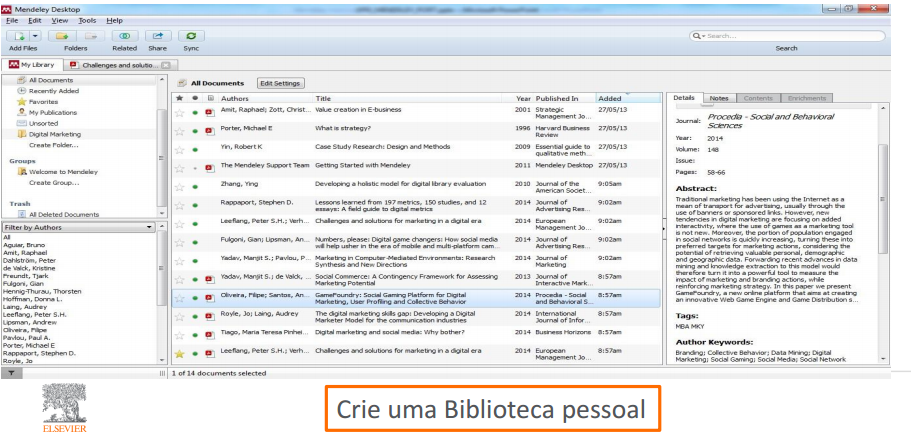 Mendeley Desktop
File Edit View Tools Help
Search...
Add Files Folders Related Share Sync Search
My Library Challenges and solutio...
All Documents
Recently Added
Favorites
My Publications
Unsorted
Digital Marketing
Create Folder...
Groups
Welcome to Mendeley
Create Group...
Trash
All Deleted Documents
Filter by Authors
All
Aguiar, Bruno
Amit, Raphael
Dahlström, Peter
de Valck, Kristine
Freundt, Tjark
Fulgoni, Gian
Hennig-Thurau, Thorsten
Hoffman, Donna L.
Laing, Audrey
Leeflang, Peter S.H.
Lipsman, Andrew
Oliveira, Filipe
Pavlou, Paul A.
Porter, Michael E
Rappaport, Stephen D.
Royle, Jo
All Documents Edit Settings
Authors Title Year Published In Added
Amit, Raphael; Zott, Christ... Value creation in E-business 2001 Strategic 27/05/13
Management Jo...
Porter, Michael E What is strategy? 1996 Harvard Business 27/05/13
Review
Yin, Robert K Case Study Research: Design and Methods 2009 Essential guide to 27/05/13
qualitative meth...
The Mendeley Support Team Getting Started with Mendeley 2011 Mendeley Desktop 27/05/13
Zhang, Ying Developing a holistic model for digital library evaluation 2010 Journal of the 9:05am
American Societ...
Rappaport, Stephen D. Lessons learned from 197 metrics, 150 studies, and 12 2014 Journal of 9:02am
essays: A field guide to digital metrics Advertising Res...
Leeflang, Peter S.H.; Verh... Challenges and solutions for marketing in a digital era 2014 European 9:02am
Management Jo...
Fulgoni, Gian; Lipsman, An... Numbers, please: Digital game changers: How social media 2014 Journal of 9:02am
will help usher in the era of mobile and multi-platform cam... Advertising Res...
Yadav, Manjit S.; Pavlou, P... Marketing in Computer-Mediated Environments: Research 2014 Journal of 9:02am
Synthesis and New Directions Marketing
Yadav, Manjit S.; de Valck, ... Social Commerce: A Contingency Framework for Assessing 2013 Journal of 8:57am
Marketing Potential Interactive Mark...
Oliveira, Filipe; Santos, An... GameFoundry: Social Gaming Platform for Digital 2014 Procedia - Social 8:57am
Marketing, User Profiling and Collective Behavior and Behavioral S...
Royle, Jo; Laing, Audrey The digital marketing skills gap: Developing a Digital 2014 International 8:57am
Marketer Model for the communication industries Journal of Infor...
Tiago, Maria Teresa Pinhei... Digital marketing and social media: Why bother? 2014 Business Horizons 8:57am
Leeflang, Peter S.H.; Verh... Challenges and solutions for marketing in a digital era 2014 European 8:57am
Management Jo...
Details Notes Contents Enrichments
Journal: Procedia - Social and Behavioral
Sciences
Year: 2014
Volume: 148
Issue:
Pages: 58-66
Abstract:
Traditional marketing has been using the Internet as a
mean of transport for advertising, usually through the
use of banners or sponsored links. However, new
tendencies in digital marketing are focusing on added
interactivity, where the use of games as a marketing tool
is not new. Moreover, the portion of population engaged
in social networks is quickly increasing, turning these into
preferred targets for marketing actions, considering the
potential of retrieving valuable personal, demographic
and geographic data. Forwarding recent advances in data
mining and knowledge extraction to this model would
therefore turn it into a powerful tool to measure the
impact of marketing and branding actions, while
reinforcing marketing strategy. In this paper we present
GameFoundry, a new online platform that aims at creating
an innovative Web Game Engine and Game Distribution s...
Tags:
MBA MKY
Author Keywords:
Branding; Collective Behavior; Data Mining; Digital
Marketing; Social Gaming; Social Media; Social Network
1 of 14 documents selected
ELSEVIER
Crie uma Biblioteca pessoal